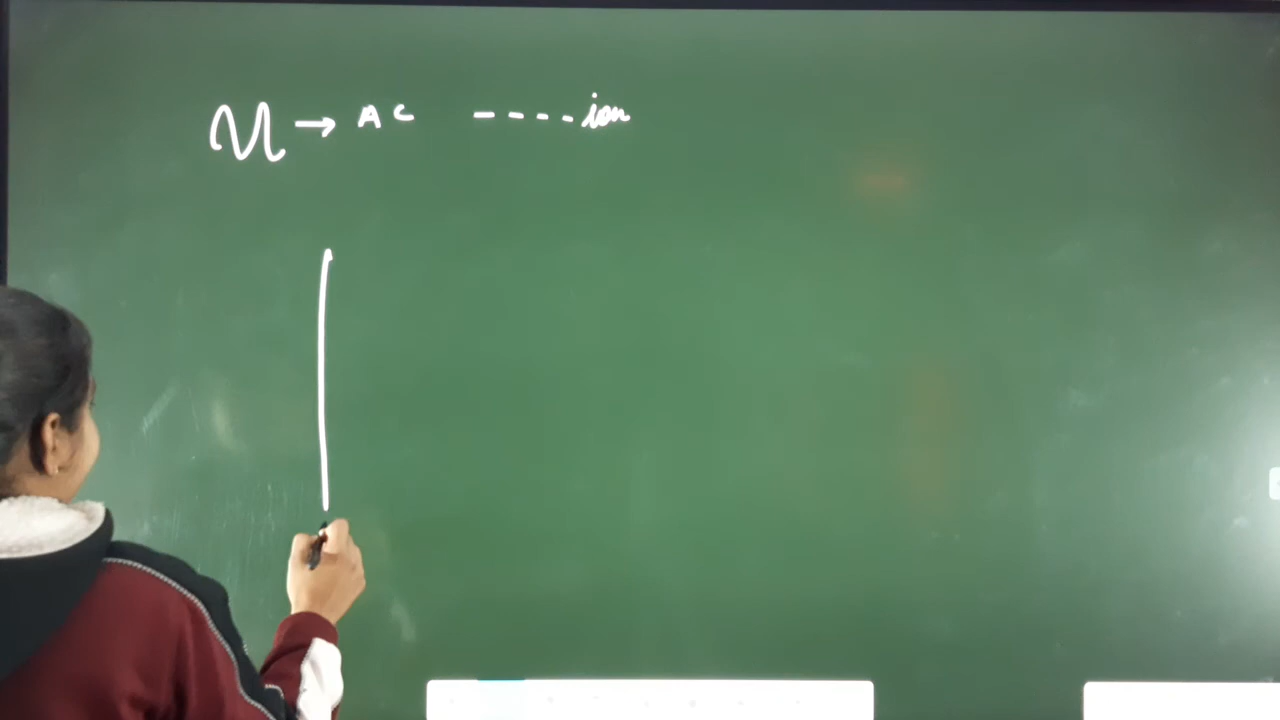 → AC ---- ion